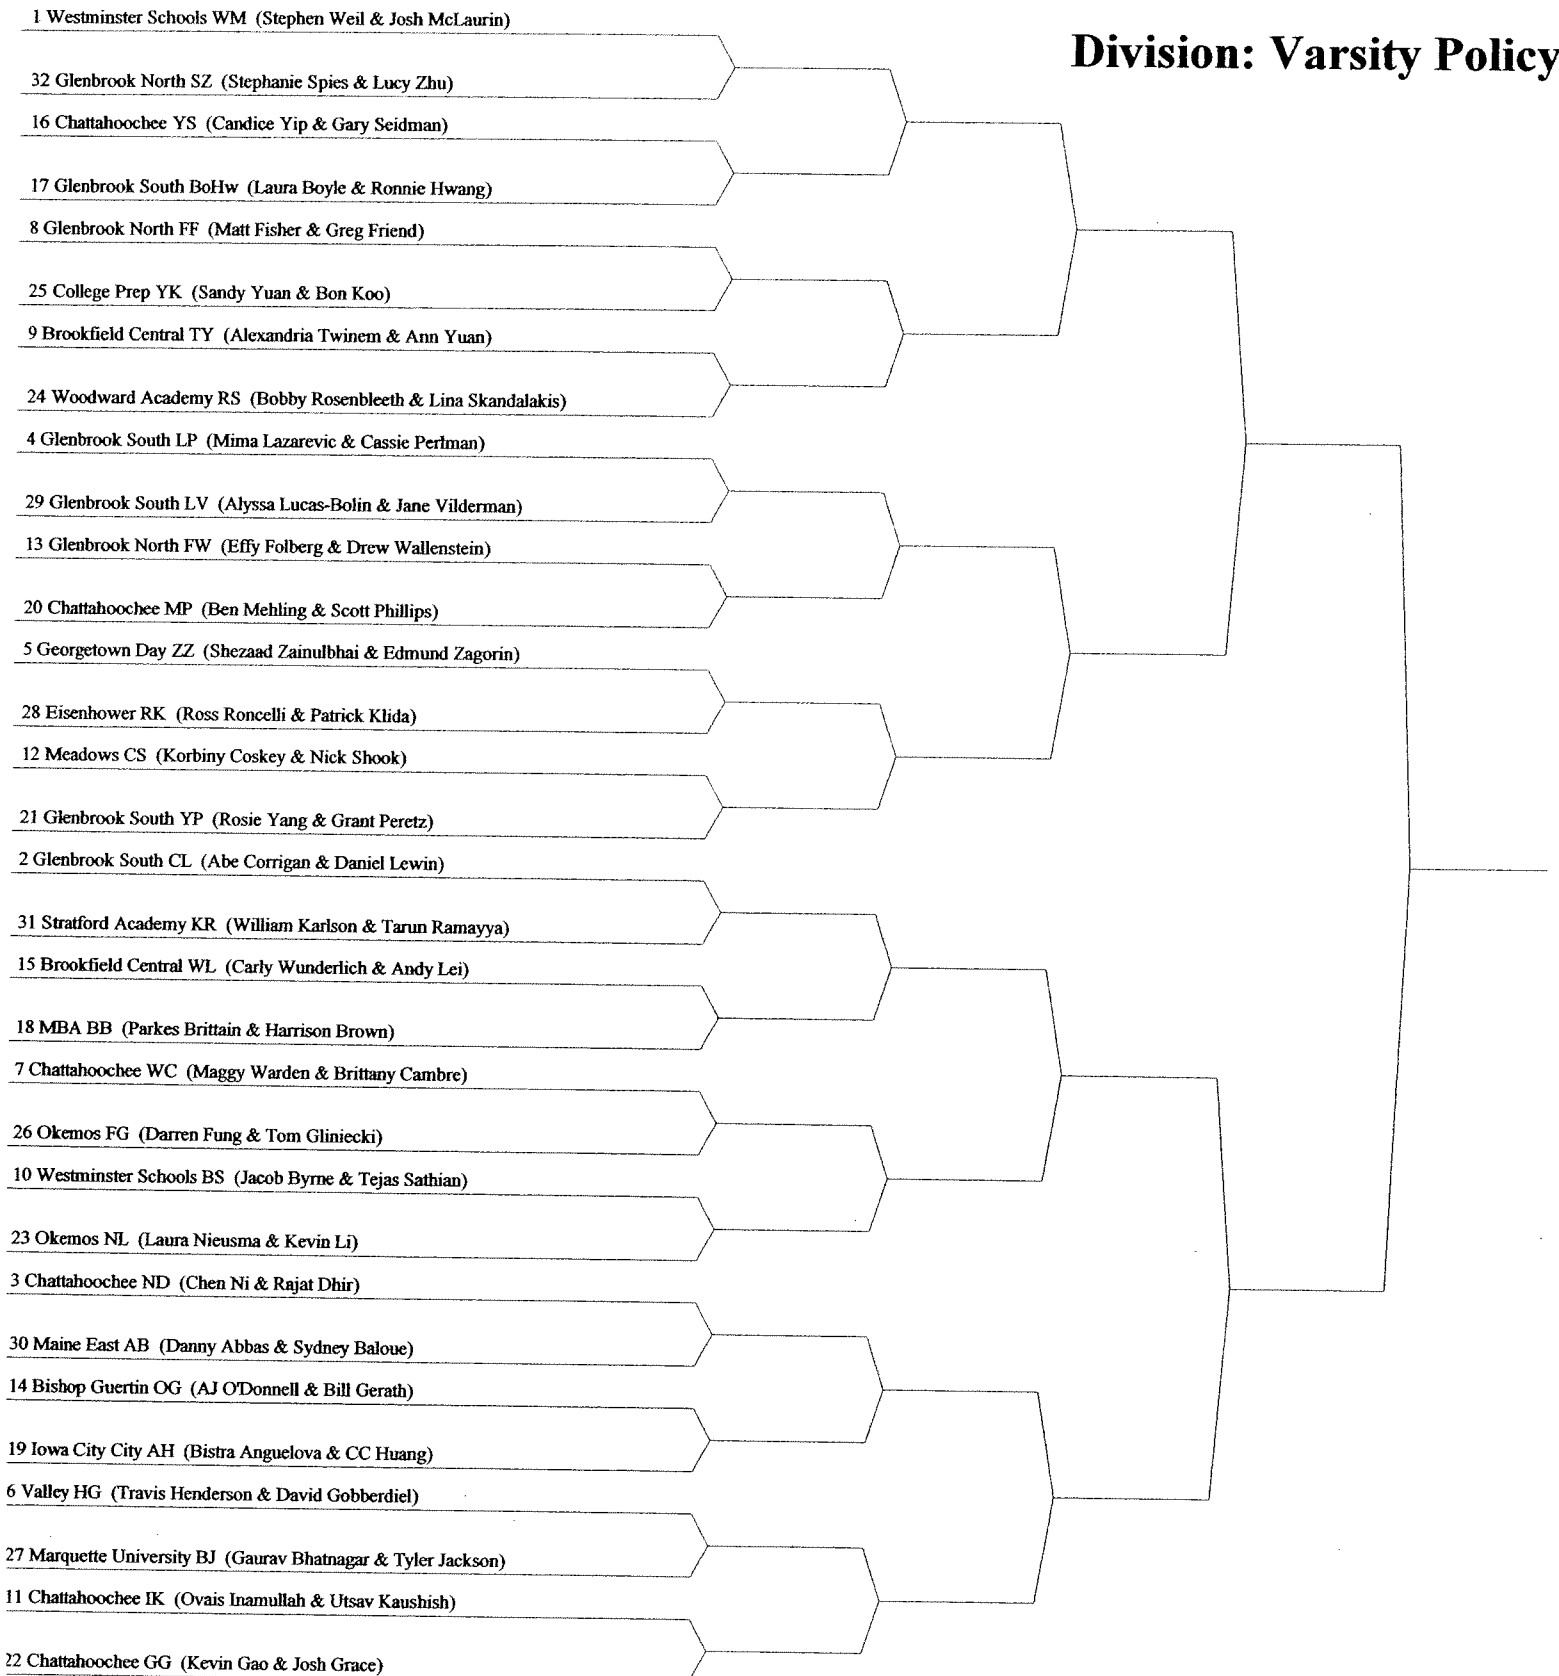 Division: Varsity Policy
1 Westminster Schools WM (Stephen Weil & Josh McLaurin)
32 Glenbrook North SZ (Stephanie Spies & Lucy Zhu)
16 Chattahoochee YS (Candice Yip & Gary Seidman)
17 Glenbrook South BoHw (Laura Boyle & Ronnie Hwang)
8 Glenbrook North FF (Matt Fisher & Greg Friend)
25 College Prep YK (Sandy Yuan & Bon Koo)
9 Brookfield Central TY (Alexandria Twinem & Ann Yuan)
24 Woodward Academy RS (Bobby Rosenbleeth & Lina Skandalakis)
4 Glenbrook South LP (Mima Lazarevic & Cassie Perlman)
29 Glenbrook South LV (Alyssa Lucas-Bolin & Jane Vilderman)
13 Glenbrook North FW (Effy Folberg & Drew Wallenstein)
20 Chattahoochee MP (Ben Mehling & Scott Phillips)
5 Georgetown Day ZZ (Shezaad Zainulbhai & Edmund Zagorin)
28 Eisenhower RK (Ross Roncelli & Patrick Klida)
12 Meadows CS (Korbiny Coskey & Nick Shook)
21 Glenbrook South YP (Rosie Yang & Grant Peretz)
2 Glenbrook South CL (Abe Corrigan & Daniel Lewin)
31 Stratford Academy KR (William Karlson & Tarun Ramayya)
15 Brookfield Central WL (Carly Wunderlich & Andy Lei)
18 MBA BB (Parkes Brittain & Harrison Brown)
7 Chattahoochee WC (Maggy Warden & Brittany Cambre)
26 Okemos FG (Darren Fung & Tom Gliniecki)
10 Westminster Schools BS (Jacob Byrne & Tejas Sathian)
23 Okemos NL (Laura Nieusma & Kevin Li)
3 Chattahoochee ND (Chen Ni & Rajat Dhir)
30 Maine East AB (Danny Abbas & Sydney Baloue)
14 Bishop Guertin OG (AJ O'Donnell & Bill Gerath)
19 Iowa City City AH (Bistra Anguelova & CC Huang)
6 Valley HG (Travis Henderson & David Gobberdiel)
27 Marquette University BJ (Gaurav Bhatnagar & Tyler Jackson)
11 Chattahoochee IK (Ovais Inamullah & Utsav Kaushish)
22 Chattahoochee GG (Kevin Gao & Josh Grace)